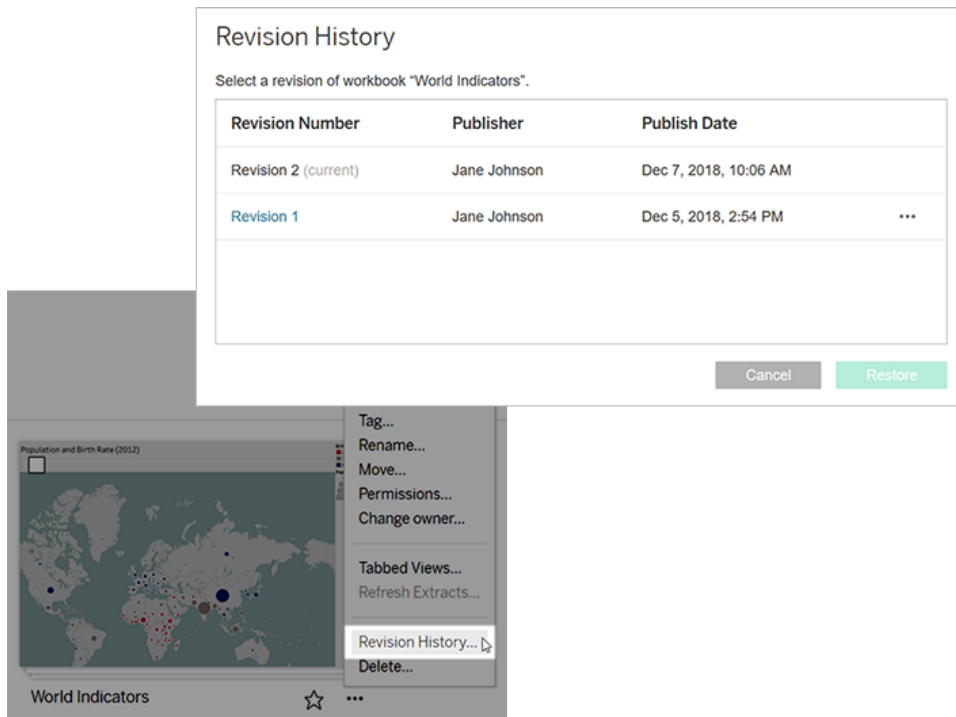 Revision History
Select a revision of workbook “World Indicators”.
Revision Number Publisher Publish Date
Revision 2 (current) Jane Johnson Dec 7, 2018, 10:06 AM
Revision 1 Jane Johnson Dec 5, 2018, 2:54 PM •••
Cancel Restore
Tag...
Rename...
Move...
Permissions...
Change owner...
Tabbed Views...
Refresh Extracts...
Revision History...
Delete...
Population and Birth Rate (2012)
World Indicators •••